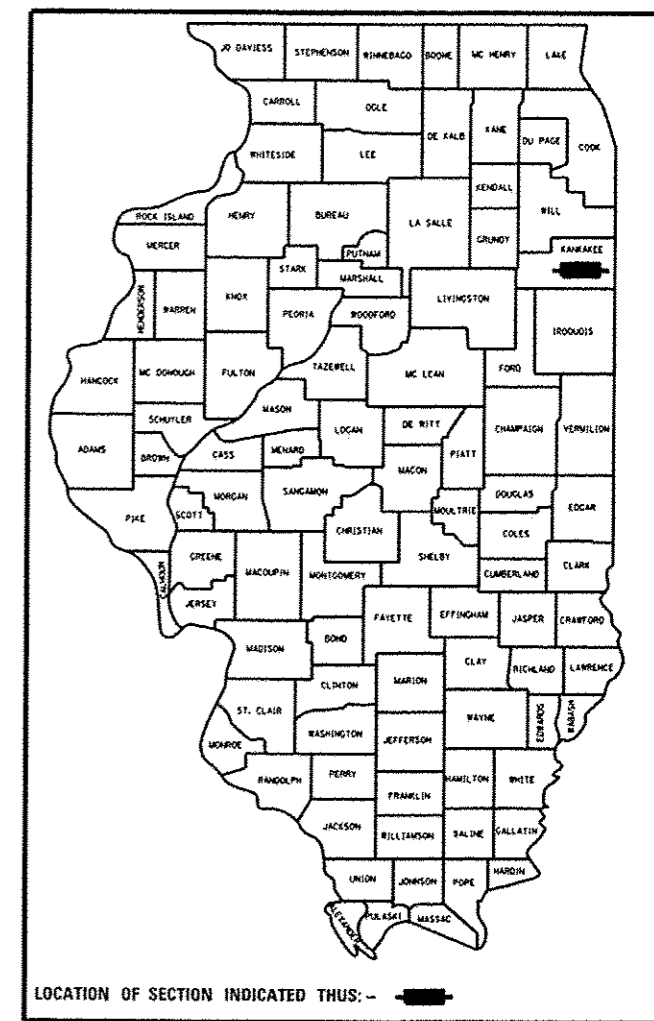 JO DAVIESS STEPHENSON WINNEBAGO BOONE MC HENRY LAKE
CARROLL OGLE DE KALB KANE DU PAGE COOK
WHITESIDE LEE KENDALL WILL
ROCK ISLAND HENRY BUREAU LA SALLE GRUNDY
MERCER PUTNAM KANKAKEE
STARK MARSHALL
HENDERSON WARREN KNOX PEORIA WOODFORD LIVINGSTON IROQUOIS
HANCOCK MC DONOUGH FULTON TAZEWELL MC LEAN FORD
MASON
SCHUYLER LOGAN DE WITT CHAMPAIGN VERMILION
ADAMS BROWN CASS MENARD PIATT
MACON
MORGAN SANGAMON DOUGLAS EDGAR
PIKE SCOTT MOULTRIE
CHRISTIAN COLES
GREENE SHELBY
CALHOUN MACOUPIN MONTGOMERY CUMBERLAND CLARK
JERSEY
FAYETTE EFFINGHAM JASPER CRAWFORD
BOND
MADISON CLAY RICHLAND LAWRENCE
CLINTON MARION
ST. CLAIR WAYNE EDWARDS WABASH
WASHINGTON JEFFERSON
MONROE
RANDOLPH PERRY HAMILTON WHITE
FRANKLIN
JACKSON WILLIAMSON SALINE GALLATIN
UNION JOHNSON POPE HARDIN
ALEXANDER PULASKI MASSAC
LOCATION OF SECTION INDICATED THUS: -